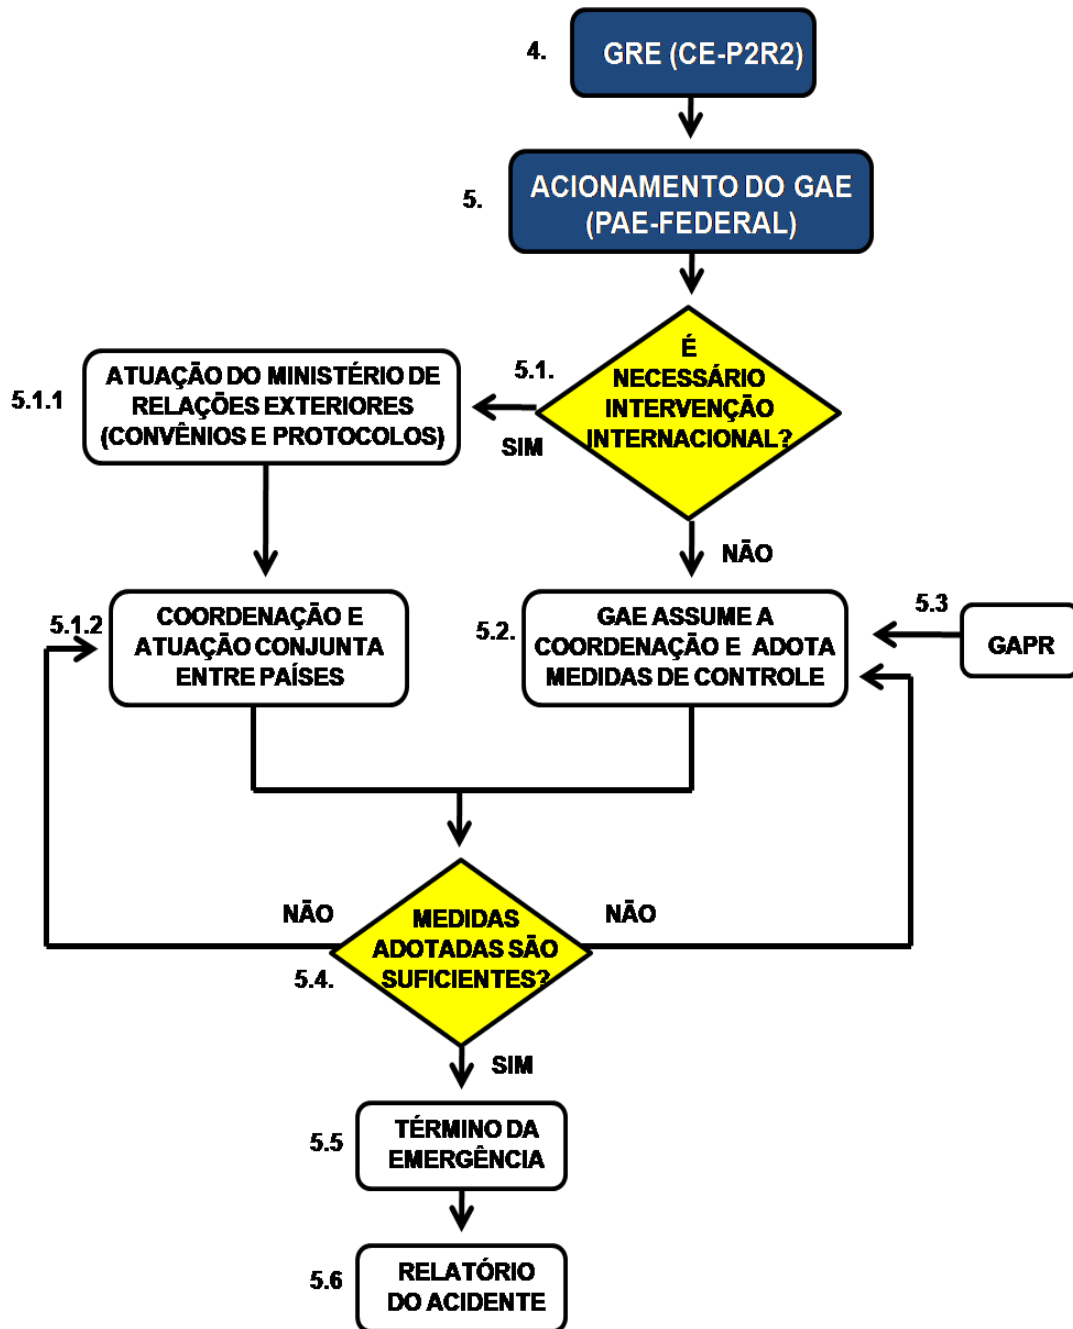 4.
GRE (CE-P2R2)
5.
ACIONAMENTO DO GAE
(PAE-FEDERAL)
5.1.
É
NECESSÁRIO
INTERVENÇÃO
INTERNACIONAL?
SIM
5.1.1
ATUAÇÃO DO MINISTÉRIO DE
RELAÇÕES EXTERIORES
(CONVÊNIOS E PROTOCOLOS)
NÃO
5.1.2
COORDENAÇÃO E
ATUAÇÃO CONJUNTA
ENTRE PAÍSES
5.2.
GAE ASSUME A
COORDENAÇÃO E ADOTA
MEDIDAS DE CONTROLE
5.3
GAPR
NÃO
MEDIDAS
ADOTADAS SÃO
SUFICIENTES?
NÃO
5.4.
SIM
5.5
TÉRMINO DA
EMERGÊNCIA
5.6
RELATÓRIO
DO ACIDENTE